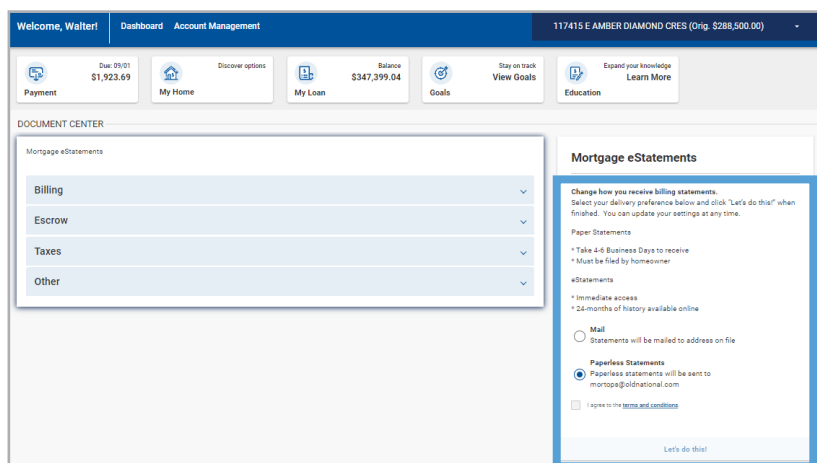 Welcome, Walter!
Dashboard Account Management
117415 E AMBER DIAMOND CRES (Orig. $288,500.00)
Due: 09/01
$1,923.69
Payment
Discover options
My Home
Balance
$347,399.04
My Loan
Stay on track
View Goals
Goals
Expand your knowledge
Learn More
Education
DOCUMENT CENTER
Mortgage eStatements
Billing
Escrow
Taxes
Other
Mortgage eStatements
Change how you receive billing statements.
Select your delivery preference below and click "Let's do this!" when
finished. You can update your settings at any time.
Paper Statements
* Take 4-6 Business Days to receive
* Must be filed by homeowner
eStatements
* Immediate access
* 24-months of history available online
Mail
Statements will be mailed to address on file
Paperless Statements
Paperless statements will be sent to
mortops@oldnational.com
I agree to the terms and conditions.
Let's do this!